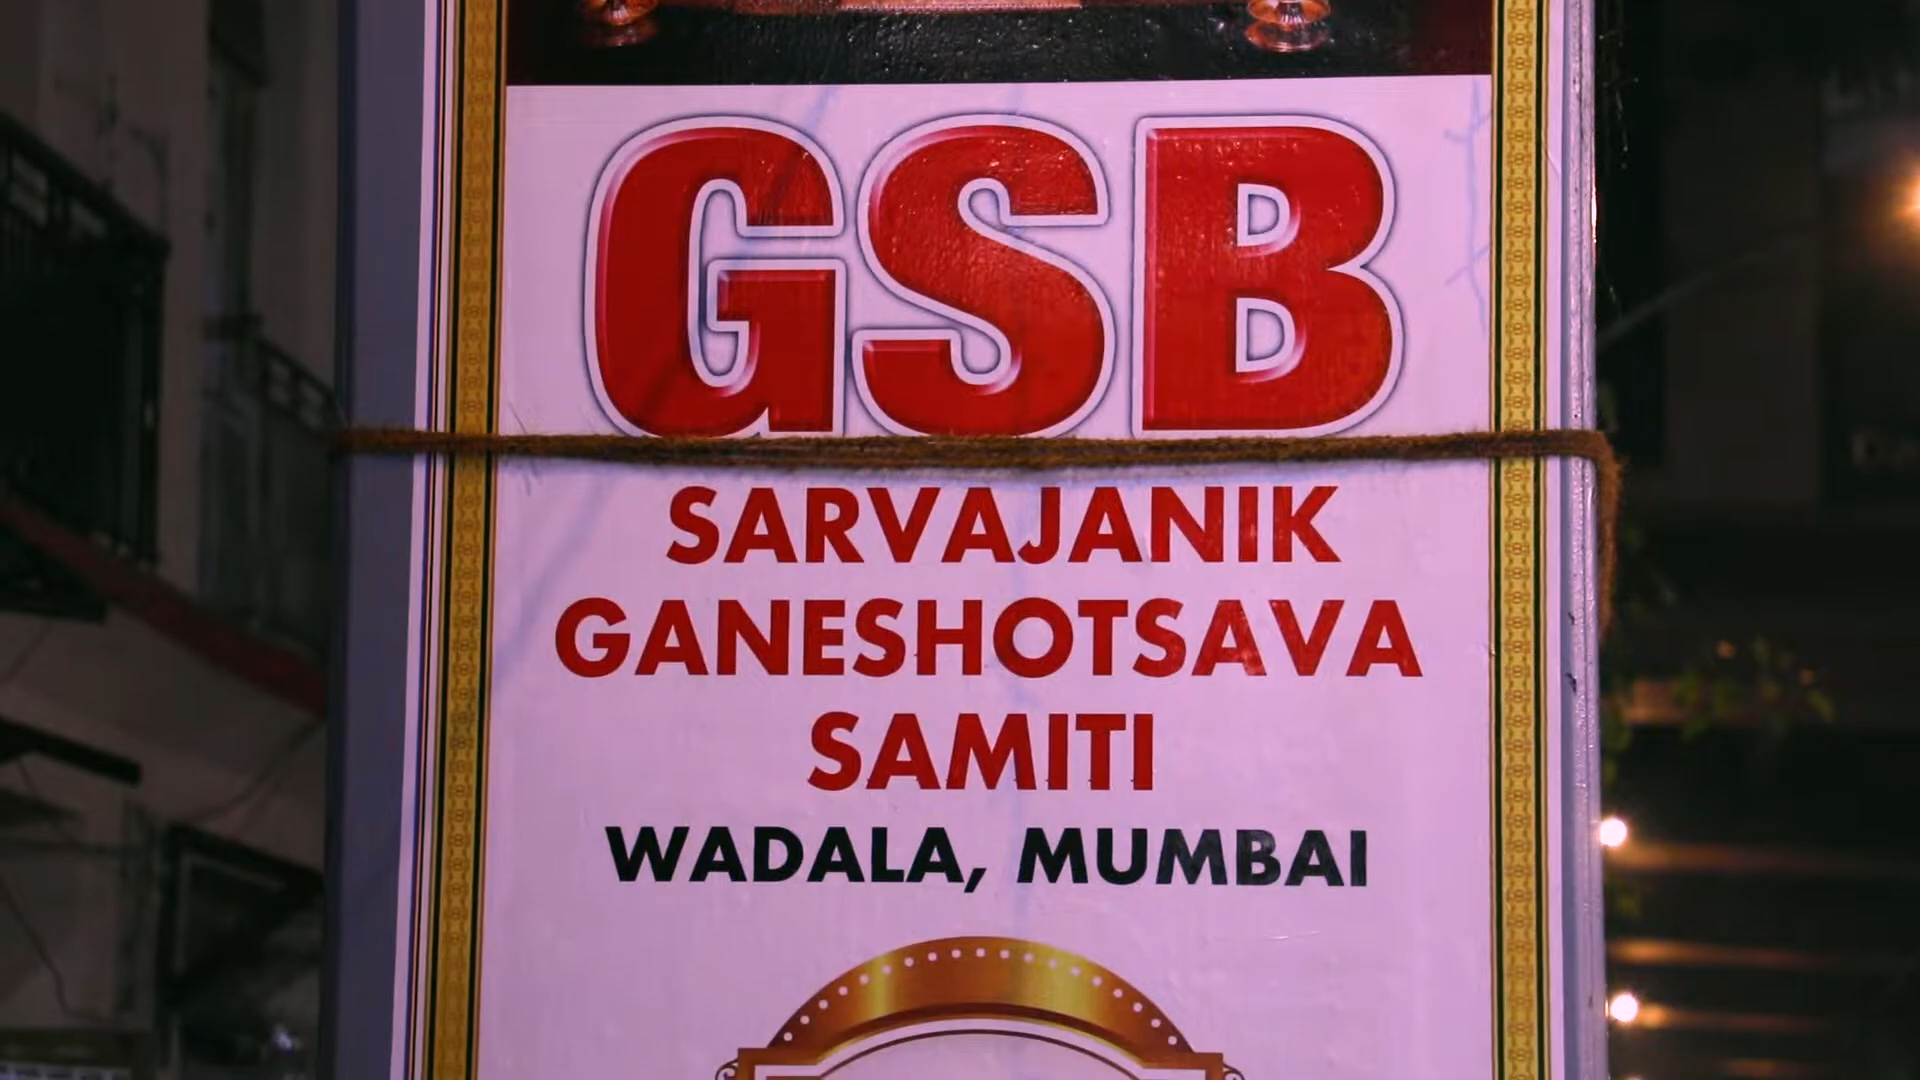 GSB
SARVAJANIK
GANESHOTSAVA
SAMITI
WADALA, MUMBAI